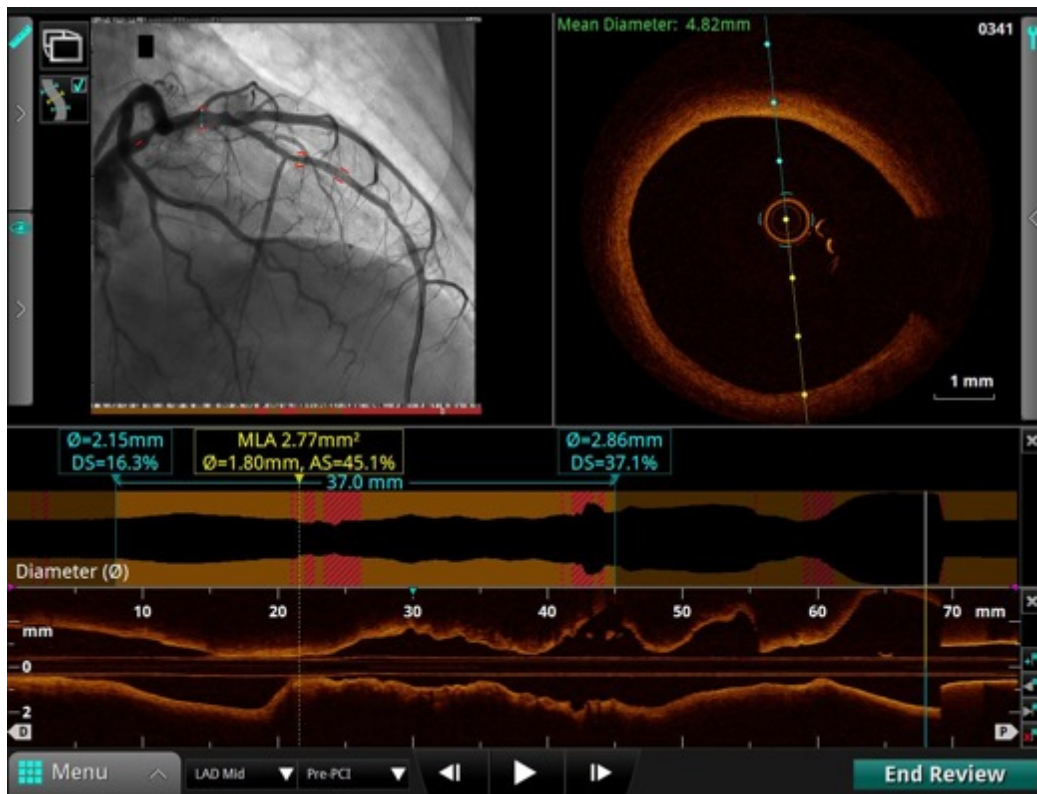 Mean Diameter: 4.82mm
0341
1 mm
Ø=2.15mm
DS=16.3%
MLA 2.77mm²
Ø=1.80mm, AS=45.1%
Ø=2.86mm
DS=37.1%
37.0 mm
Diameter (Ø)
10 20 30 40 50 60 70 mm
mm
0
2
D
P
Menu
LAD Mid
Pre-PCI
End Review